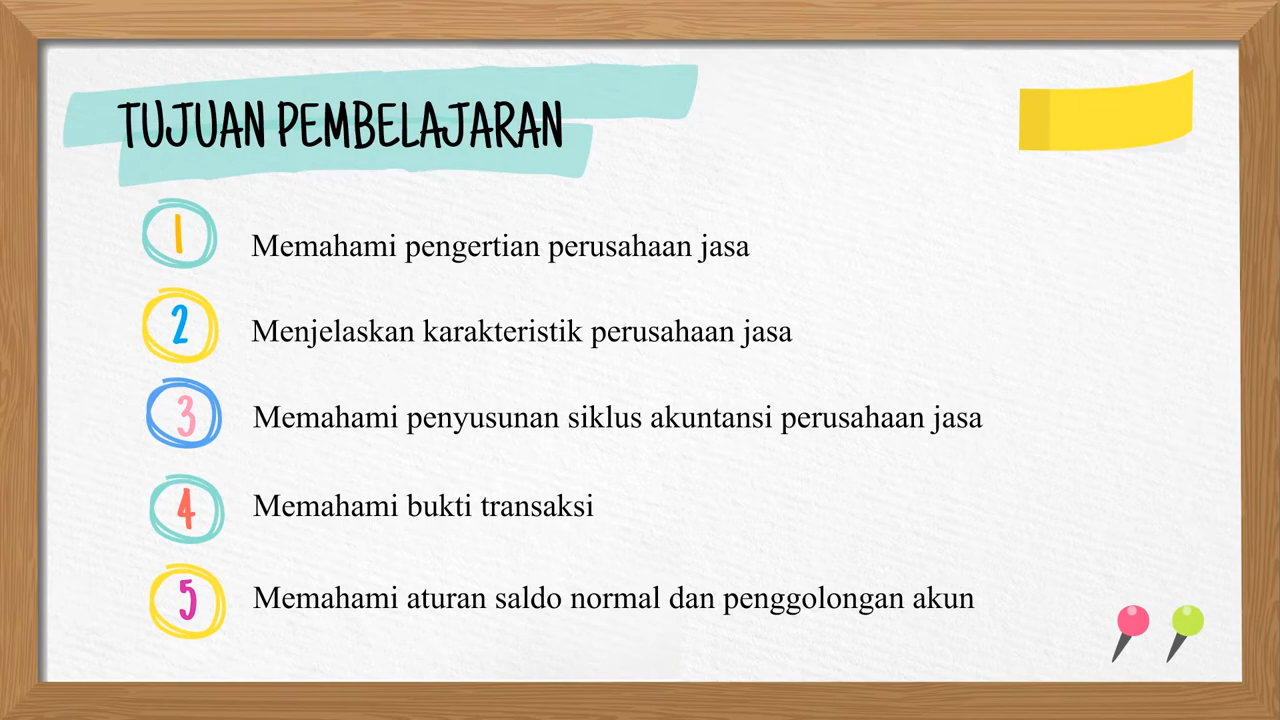 TUJUAN PEMBELAJARAN
1 Memahami pengertian perusahaan jasa
2 Menjelaskan karakteristik perusahaan jasa
3 Memahami penyusunan siklus akuntansi perusahaan jasa
4 Memahami bukti transaksi
5 Memahami aturan saldo normal dan penggolongan akun